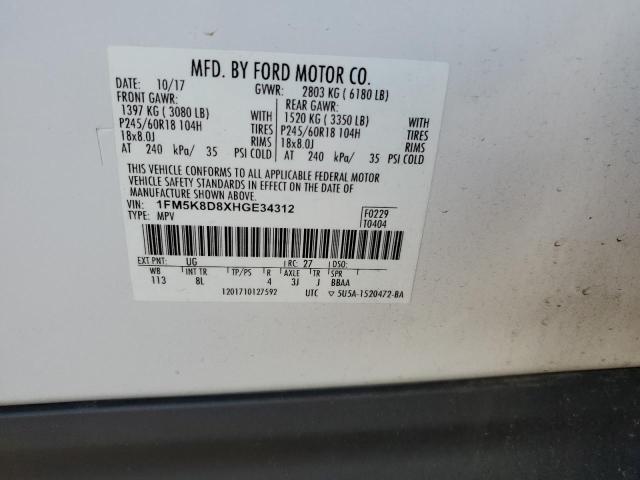 MFD. BY FORD MOTOR CO.
DATE: 10/17 GVWR: 2803 KG ( 6180 LB)
FRONT GAWR: REAR GAWR:
1397 KG ( 3080 LB) WITH 1520 KG ( 3350 LB) WITH
P245/60R18 104H TIRES P245/60R18 104H TIRES
18x8.0J RIMS 18x8.0J RIMS
AT 240 kPa/ 35 PSI COLD AT 240 kPa/ 35 PSI COLD
THIS VEHICLE CONFORMS TO ALL APPLICABLE FEDERAL MOTOR
VEHICLE SAFETY STANDARDS IN EFFECT ON THE DATE OF
MANUFACTURE SHOWN ABOVE.
VIN: 1FM5K8D8XHGE34312 F0229
TYPE: MPV T0404
EXT PNT: UG RC: 27 DSO:
WB INT TR TP/PS R AXLE TR SPR
113 8L 4 3J J BBAA
1201710127592 UTC ▽ 5U5A-1520472-BA